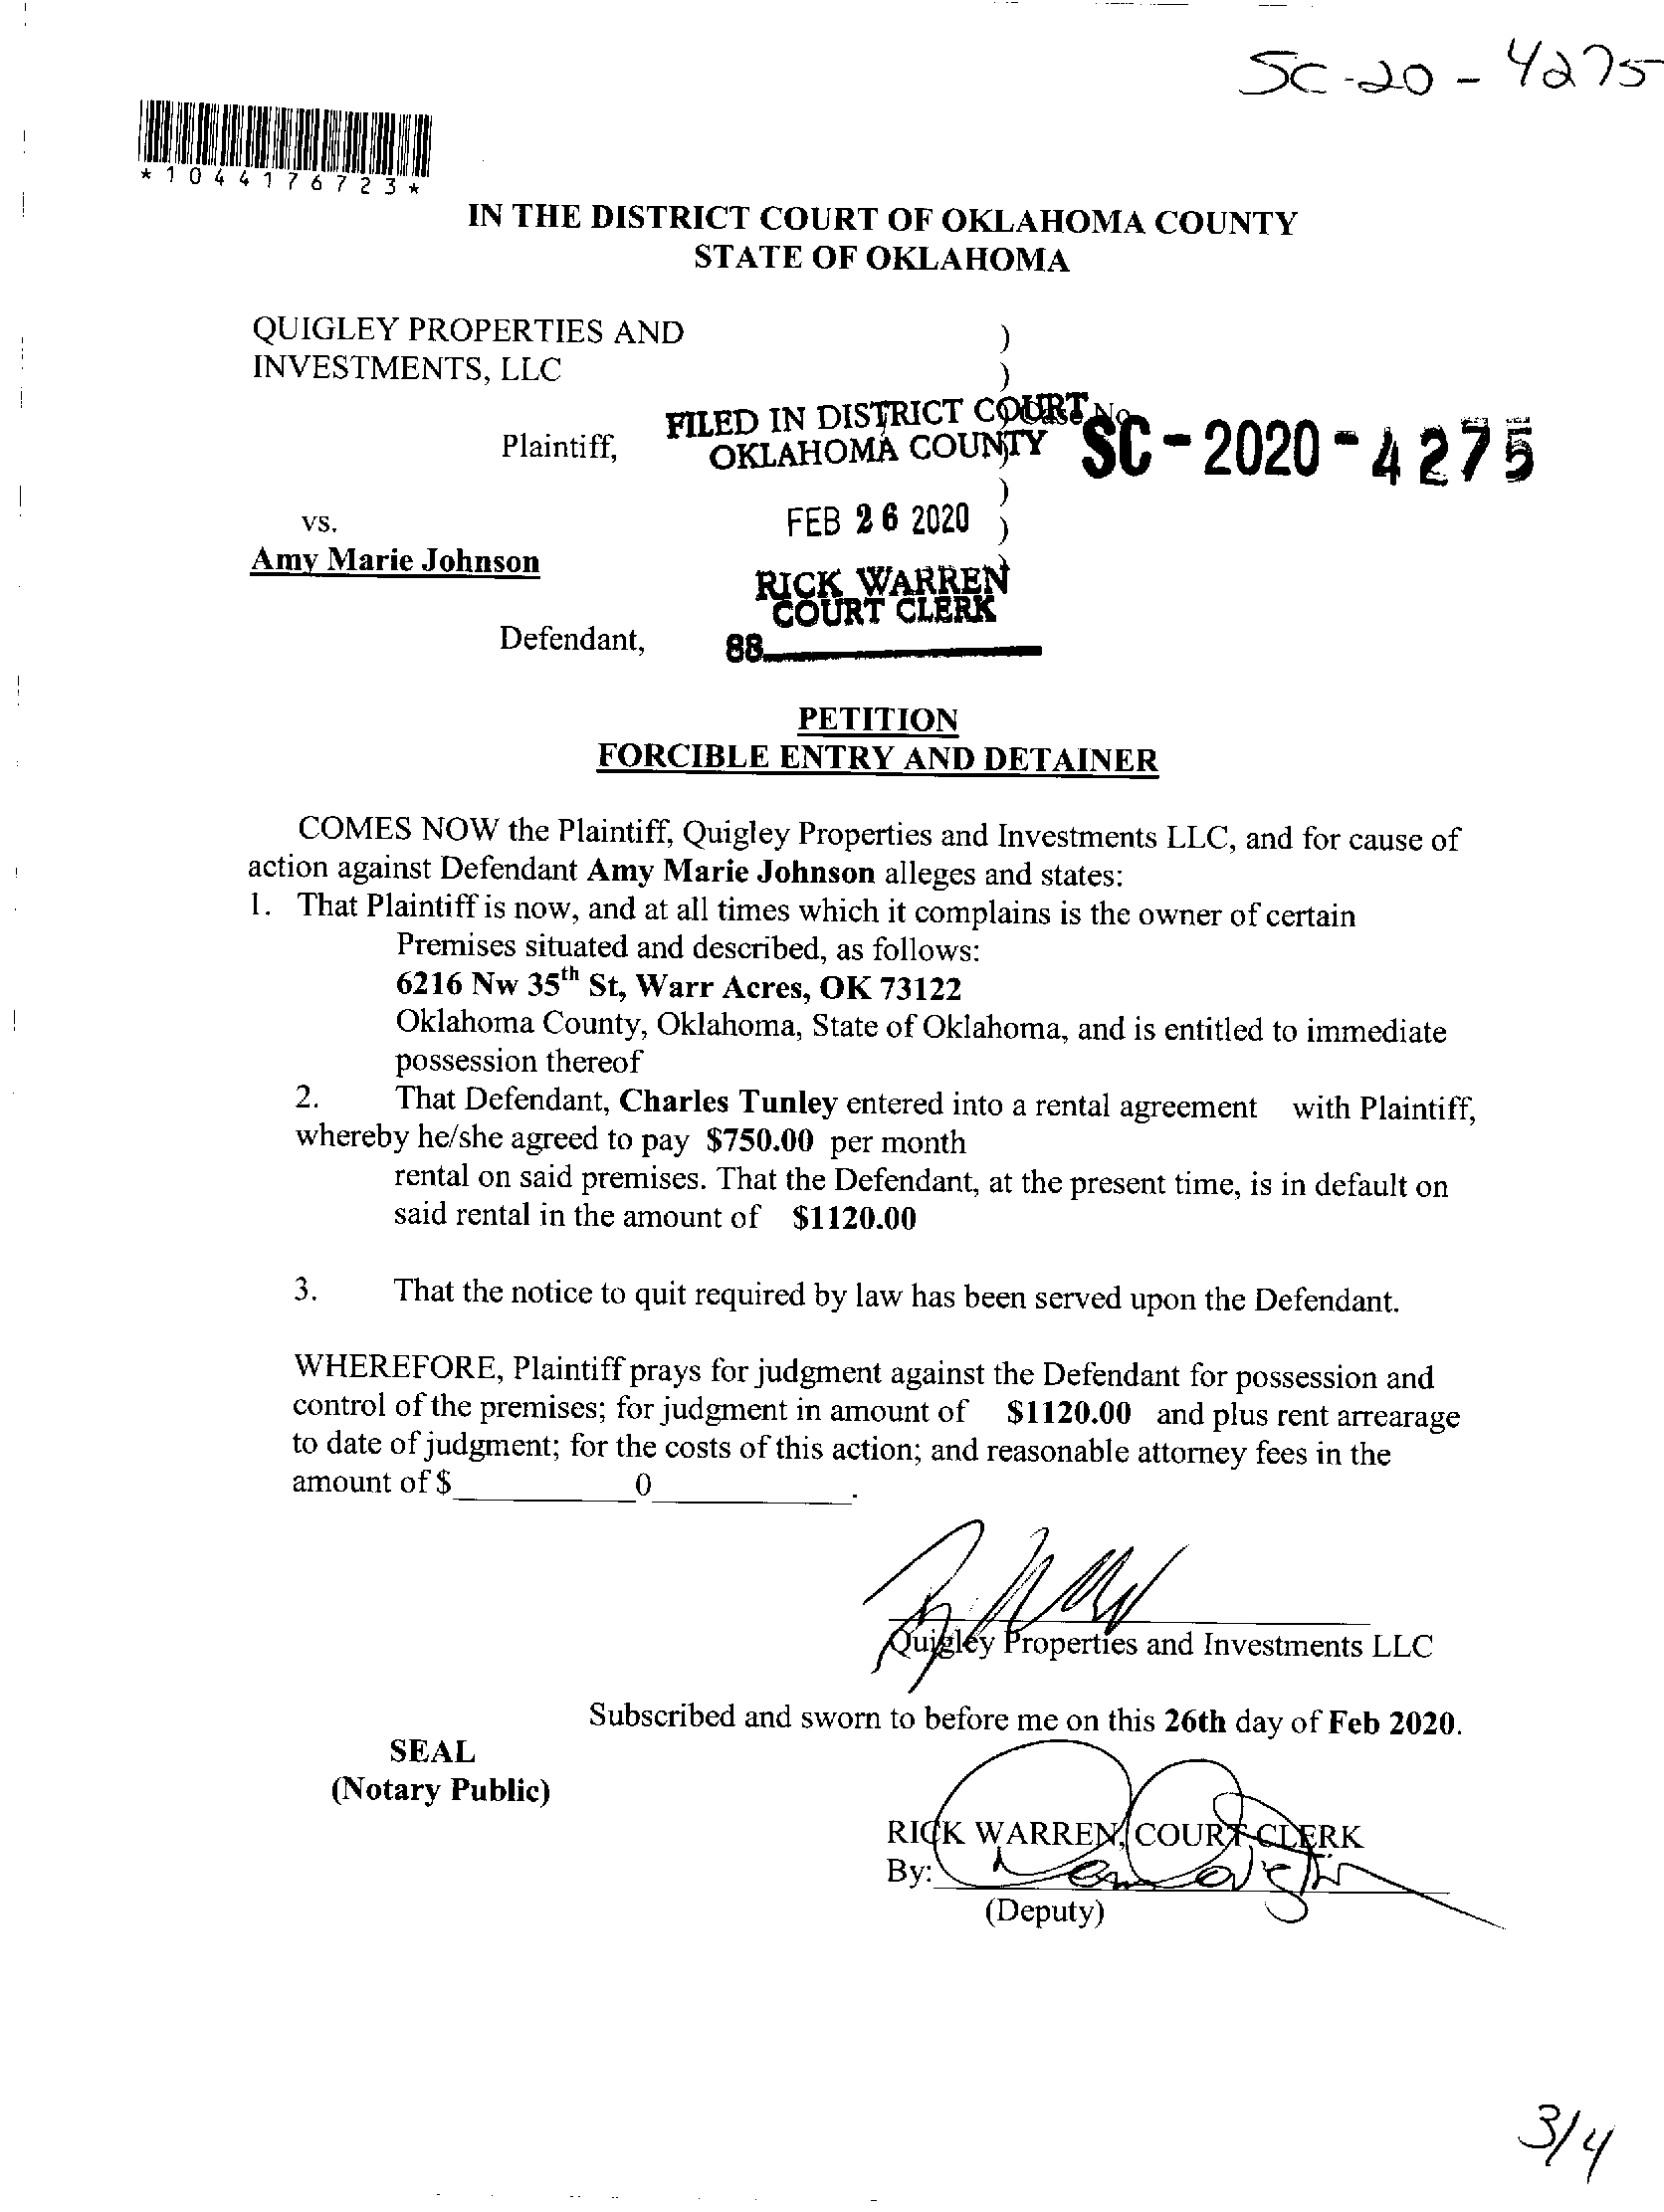 SC-20-4275
*1044176723*
IN THE DISTRICT COURT OF OKLAHOMA COUNTY
STATE OF OKLAHOMA
QUIGLEY PROPERTIES AND )
INVESTMENTS, LLC )
FILED IN DISTRICT COURT Case No.
Plaintiff, OKLAHOMA COUNTY ) SC-2020-4275
)
vs. FEB 26 2020 )
Amy Marie Johnson )
RICK WARREN
COURT CLERK
Defendant,
88
PETITION
FORCIBLE ENTRY AND DETAINER
COMES NOW the Plaintiff, Quigley Properties and Investments LLC, and for cause of
action against Defendant Amy Marie Johnson alleges and states:
1. That Plaintiff is now, and at all times which it complains is the owner of certain
Premises situated and described, as follows:
6216 Nw 35th St, Warr Acres, OK 73122
Oklahoma County, Oklahoma, State of Oklahoma, and is entitled to immediate
possession thereof
2. That Defendant, Charles Tunley entered into a rental agreement with Plaintiff,
whereby he/she agreed to pay $750.00 per month
rental on said premises. That the Defendant, at the present time, is in default on
said rental in the amount of $1120.00
3. That the notice to quit required by law has been served upon the Defendant.
WHEREFORE, Plaintiff prays for judgment against the Defendant for possession and
control of the premises; for judgment in amount of $1120.00 and plus rent arrearage
to date of judgment; for the costs of this action; and reasonable attorney fees in the
amount of $ 0 .
Quigley Properties and Investments LLC
Subscribed and sworn to before me on this 26th day of Feb 2020.
SEAL
(Notary Public)
RICK WARREN, COURT CLERK
By:
(Deputy)
3/4